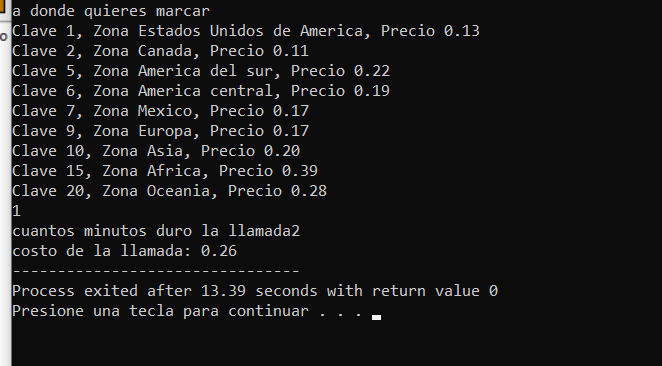 a donde quieres marcar
Clave 1, Zona Estados Unidos de America, Precio 0.13
Clave 2, Zona Canada, Precio 0.11
Clave 5, Zona America del sur, Precio 0.22
Clave 6, Zona America central, Precio 0.19
Clave 7, Zona Mexico, Precio 0.17
Clave 9, Zona Europa, Precio 0.17
Clave 10, Zona Asia, Precio 0.20
Clave 15, Zona Africa, Precio 0.39
Clave 20, Zona Oceania, Precio 0.28
1
cuantos minutos duro la llamada2
costo de la llamada: 0.26
--------------------------------
Process exited after 13.39 seconds with return value 0
Presione una tecla para continuar . . .